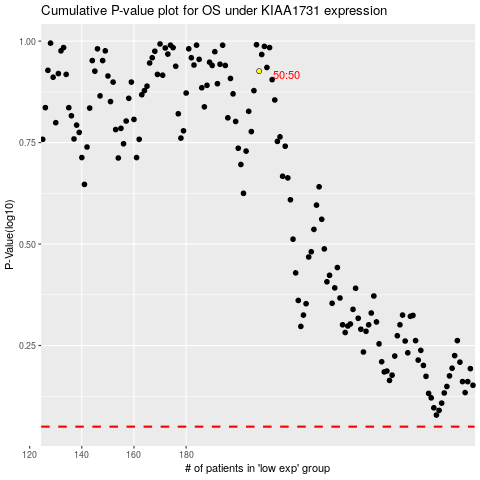 Cumulative P-value plot for OS under KIAA1731 expression
1.00
50:50
0.75
0.50
0.25
P-Value(log10)
120 140 160 180
# of patients in 'low exp' group